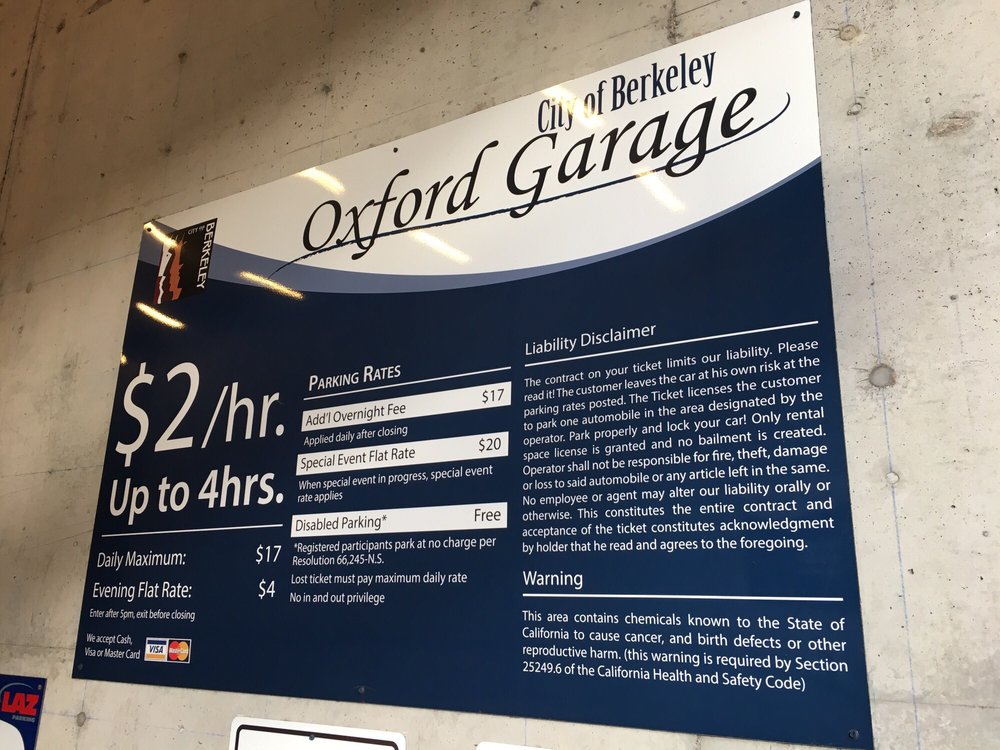 City of Berkeley
Oxford Garage
CITY OF
BERKELEY
$2/hr.
Up to 4hrs.
Daily Maximum: $17
Evening Flat Rate: $4
Enter after 5pm, exit before closing
We accept Cash,
Visa or Master Card
VISA
MasterCard
PARKING RATES
Add'l Overnight Fee $17
Applied daily after closing
Special Event Flat Rate $20
When special event in progress, special event
rate applies
Disabled Parking* Free
*Registered participants park at no charge per
Resolution 66,245-N.S.
Lost ticket must pay maximum daily rate
No in and out privilege
Liability Disclaimer
The contract on your ticket limits our liability. Please
read it! The customer leaves the car at his own risk at the
parking rates posted. The Ticket licenses the customer
to park one automobile in the area designated by the
operator. Park properly and lock your car! Only rental
space license is granted and no bailment is created.
Operator shall not be responsible for fire, theft, damage
or loss to said automobile or any article left in the same.
No employee or agent may alter our liability orally or
otherwise. This constitutes the entire contract and
acceptance of the ticket constitutes acknowledgment
by holder that he read and agrees to the foregoing.
Warning
This area contains chemicals known to the State of
California to cause cancer, and birth defects or other
reproductive harm. (this warning is required by Section
25249.6 of the California Health and Safety Code)
LAZ
PARKING